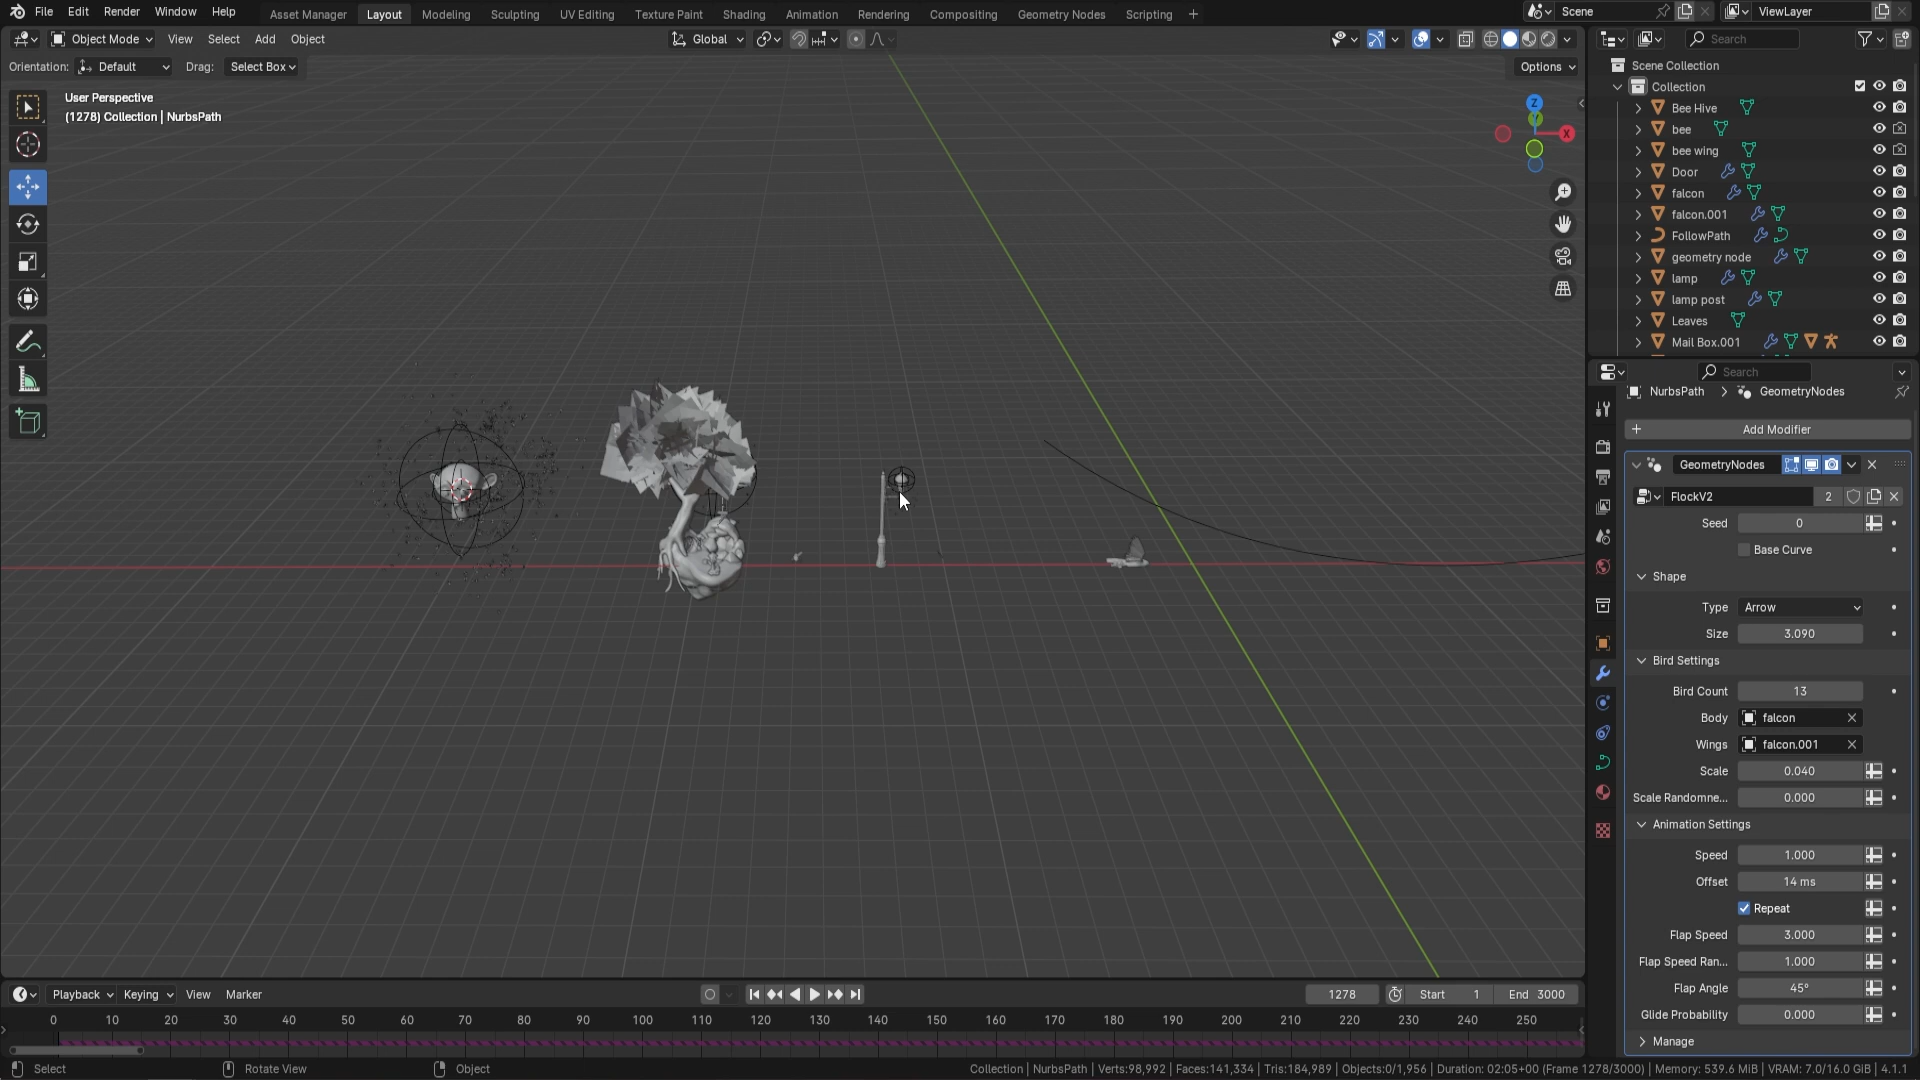 File Edit Render Window Help Asset Manager Layout Modeling Sculpting UV Editing Texture Paint Shading Animation Rendering Compositing Geometry Nodes Scripting + Scene ViewLayer
Object Mode View Select Add Object Global Search
Orientation: Default Drag: Select Box Options
User Perspective
(1278) Collection | NurbsPath
Z
X
Scene Collection
Collection
Bee Hive
bee
bee wing
Door
falcon
falcon.001
FollowPath
geometry node
lamp
lamp post
Leaves
Mail Box.001
Search
NurbsPath > GeometryNodes
+ Add Modifier
GeometryNodes
FlockV2 2
Seed 0
Base Curve
Shape
Type Arrow
Size 3.090
Bird Settings
Bird Count 13
Body falcon
Wings falcon.001
Scale 0.040
Scale Randomne... 0.000
Animation Settings
Speed 1.000
Offset 14 ms
Repeat
Flap Speed 3.000
Flap Speed Ran... 1.000
Flap Angle 45°
Glide Probability 0.000
Manage
Playback Keying View Marker 1278 Start 1 End 3000
0 10 20 30 40 50 60 70 80 90 100 110 120 130 140 150 160 170 180 190 200 210 220 230 240 250
Select Rotate View Object Collection | NurbsPath | Verts:98,992 | Faces:141,334 | Tris:184,989 | Objects:0/1,956 | Duration: 02:05+00 (Frame 1278/3000) | Memory: 539.6 MiB | VRAM: 7.0/16.0 GiB | 4.1.1